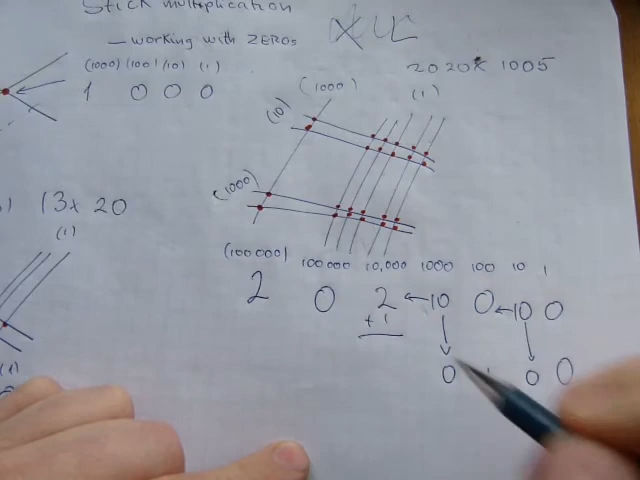 Stick multiplication
— working with ZEROs
(1000) (100) (10) (1)
1 0 0 0
2020 x 1005
(1000) (1)
(10)
(1000)
13x 20
(1)
(100000) 100000 10,000 1000 100 10 1
2 0 2 ← 10 0 ← 10 0
+ 1
0 0 0
(1)